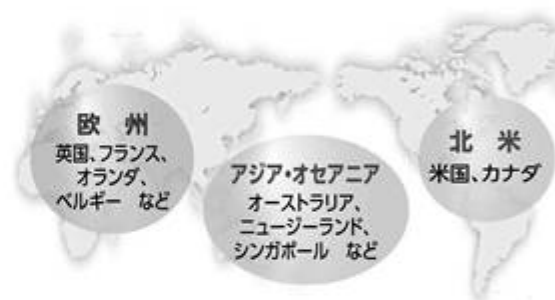 欧 州
英国、フランス、
オランダ、
ベルギー など
アジア・オセアニア
オーストラリア、
ニュージーランド、
シンガポール など
北 米
米国、カナダ